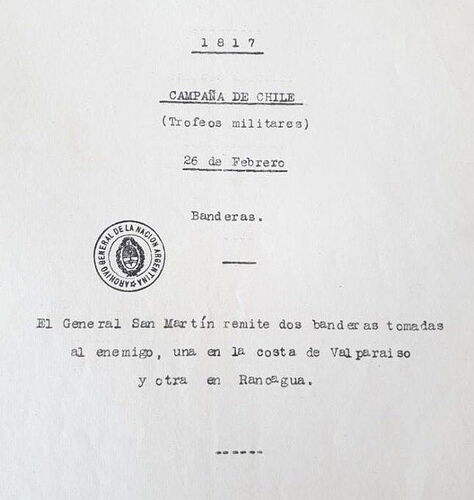 1817
CAMPAÑA DE CHILE
(Trofeos militares)
26 de Febrero
Banderas.
ARCHIVO GENERAL DE LA NACION ARGENTINA
El General San Martín remite dos banderas tomadas
al enemigo, una en la costa de Valparaiso
y otra en Rancagua.